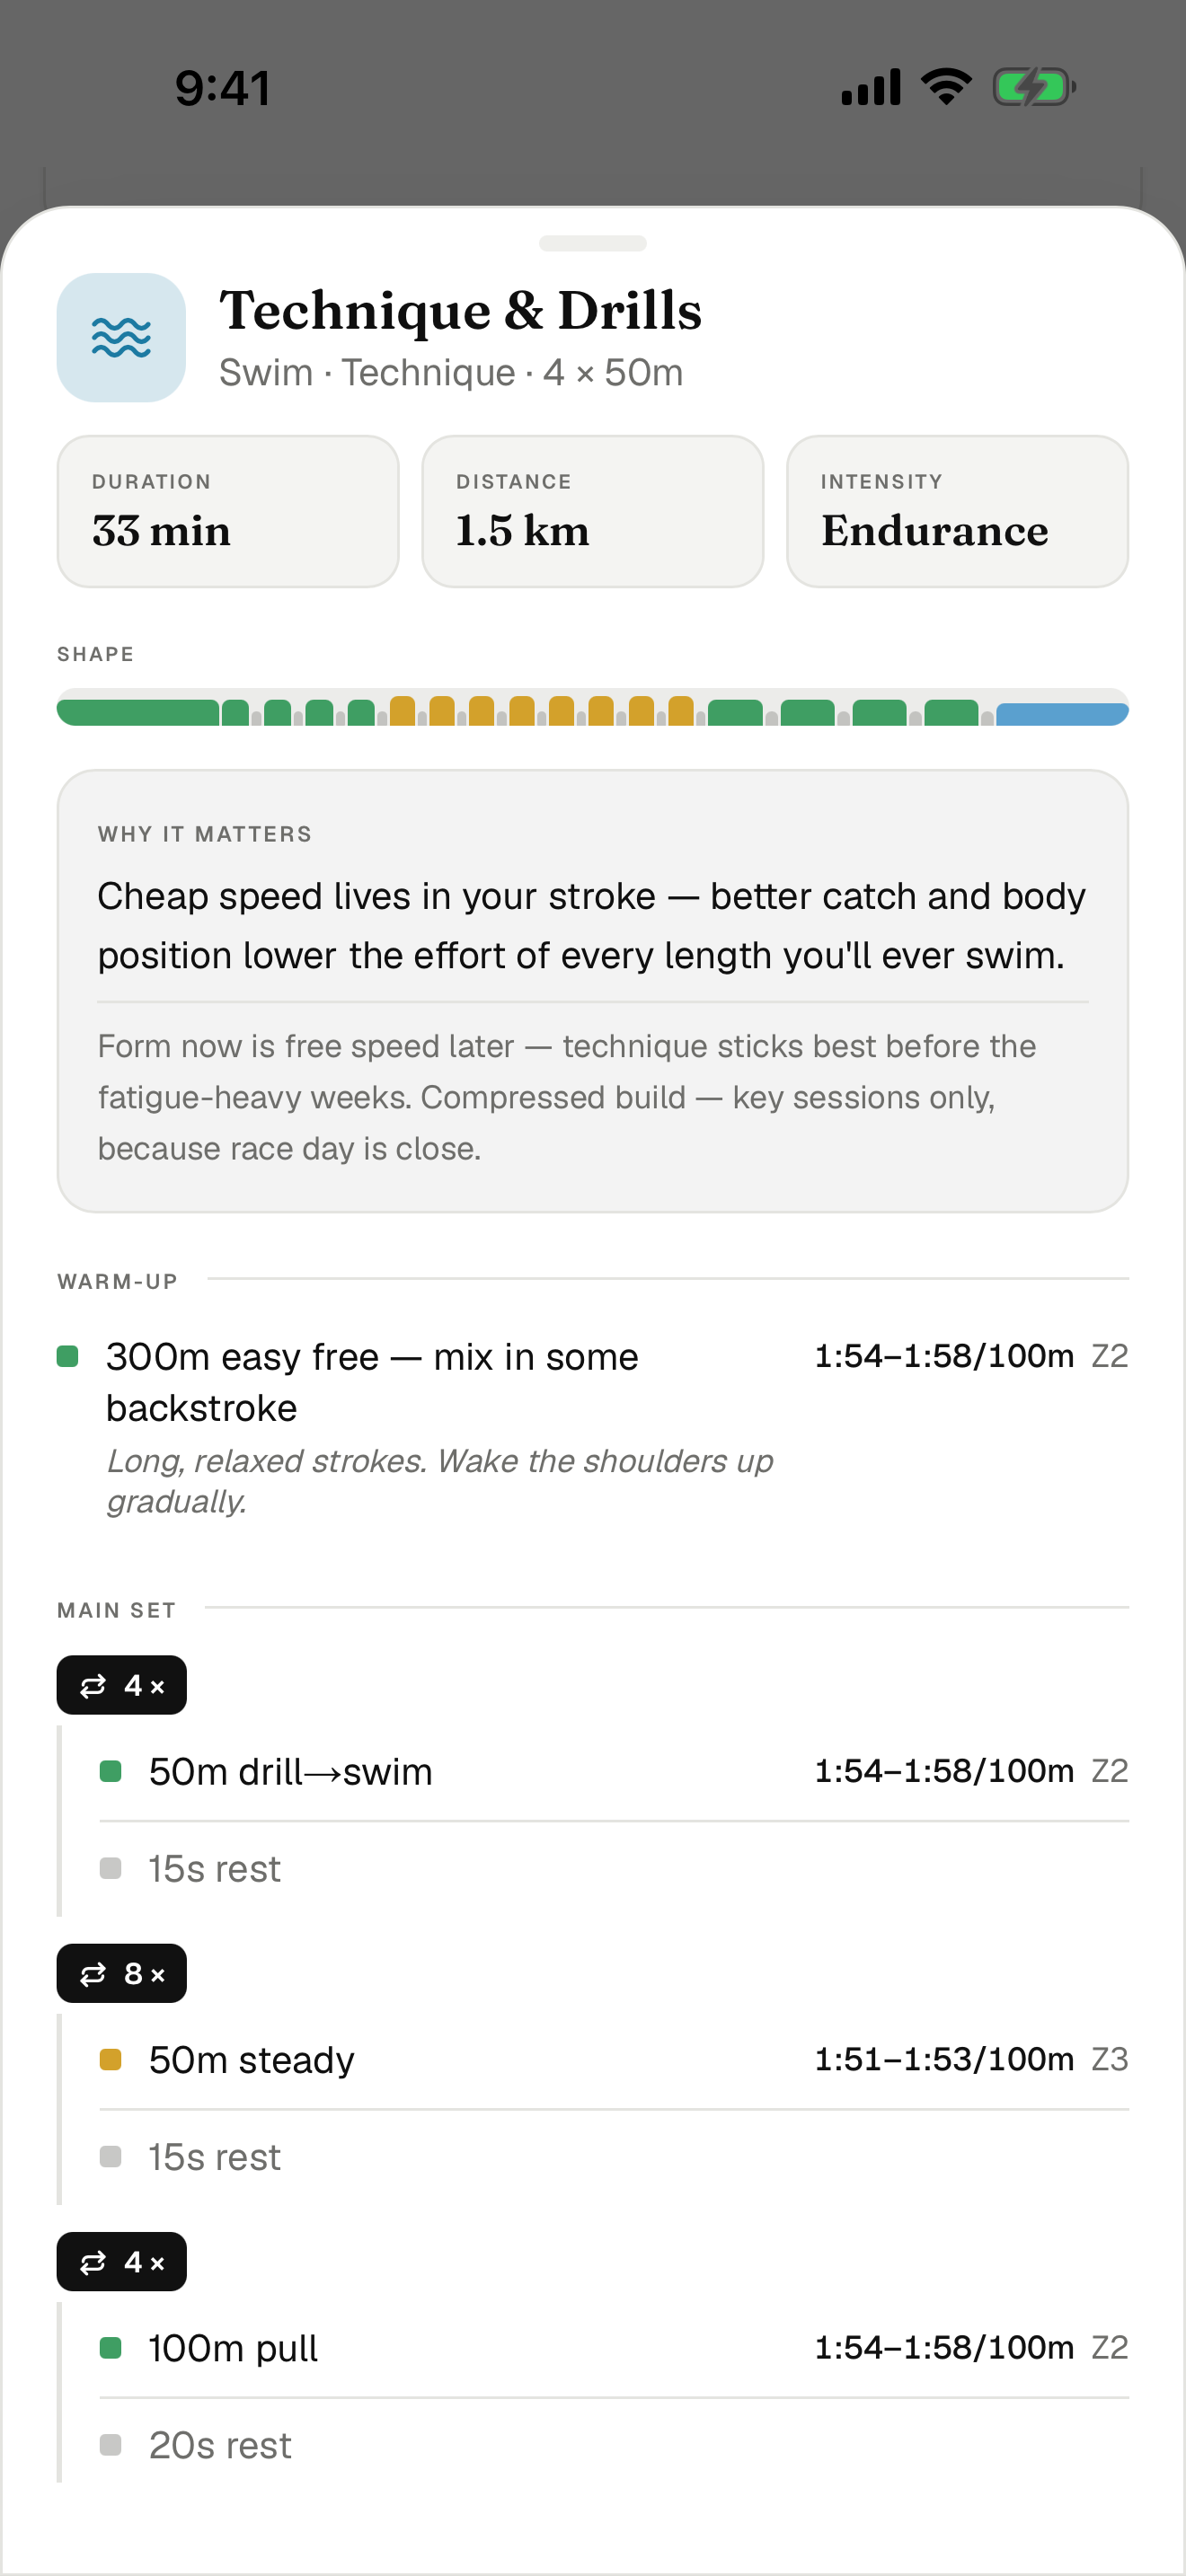 9:41
Technique & Drills
Swim · Technique · 4 × 50m
DURATION
33 min
DISTANCE
1.5 km
INTENSITY
Endurance
SHAPE
WHY IT MATTERS
Cheap speed lives in your stroke — better catch and body
position lower the effort of every length you'll ever swim.
Form now is free speed later — technique sticks best before the
fatigue-heavy weeks. Compressed build — key sessions only,
because race day is close.
WARM-UP
300m easy free — mix in some
backstroke
1:54–1:58/100m Z2
Long, relaxed strokes. Wake the shoulders up
gradually.
MAIN SET
4 ×
50m drill→swim 1:54–1:58/100m Z2
15s rest
8 ×
50m steady 1:51–1:53/100m Z3
15s rest
4 ×
100m pull 1:54–1:58/100m Z2
20s rest